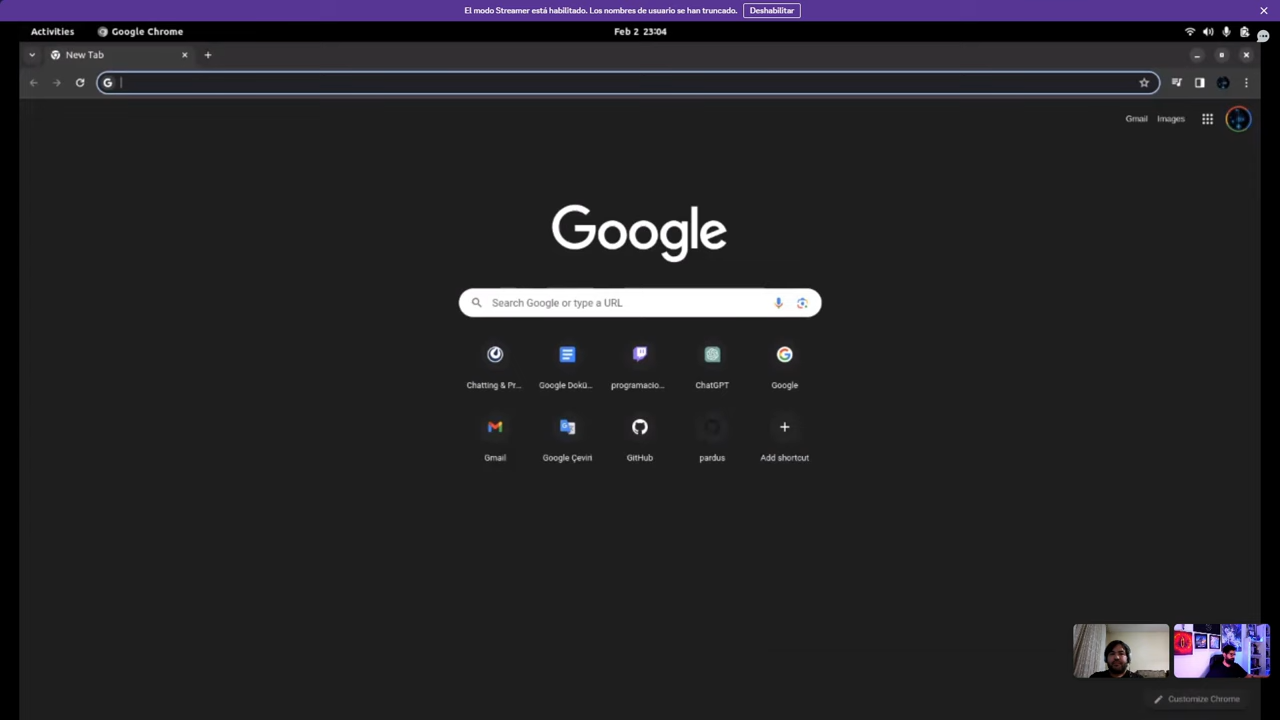 El modo Streamer está habilitado. Los nombres de usuario se han truncado. Deshabilitar
Activities Google Chrome Feb 2 23:04
New Tab
Gmail Images
Google
Search Google or type a URL
Chatting & Pr... Google Dokü... programacio... ChatGPT Google
Gmail Google Çeviri GitHub pardus Add shortcut
Customize Chrome